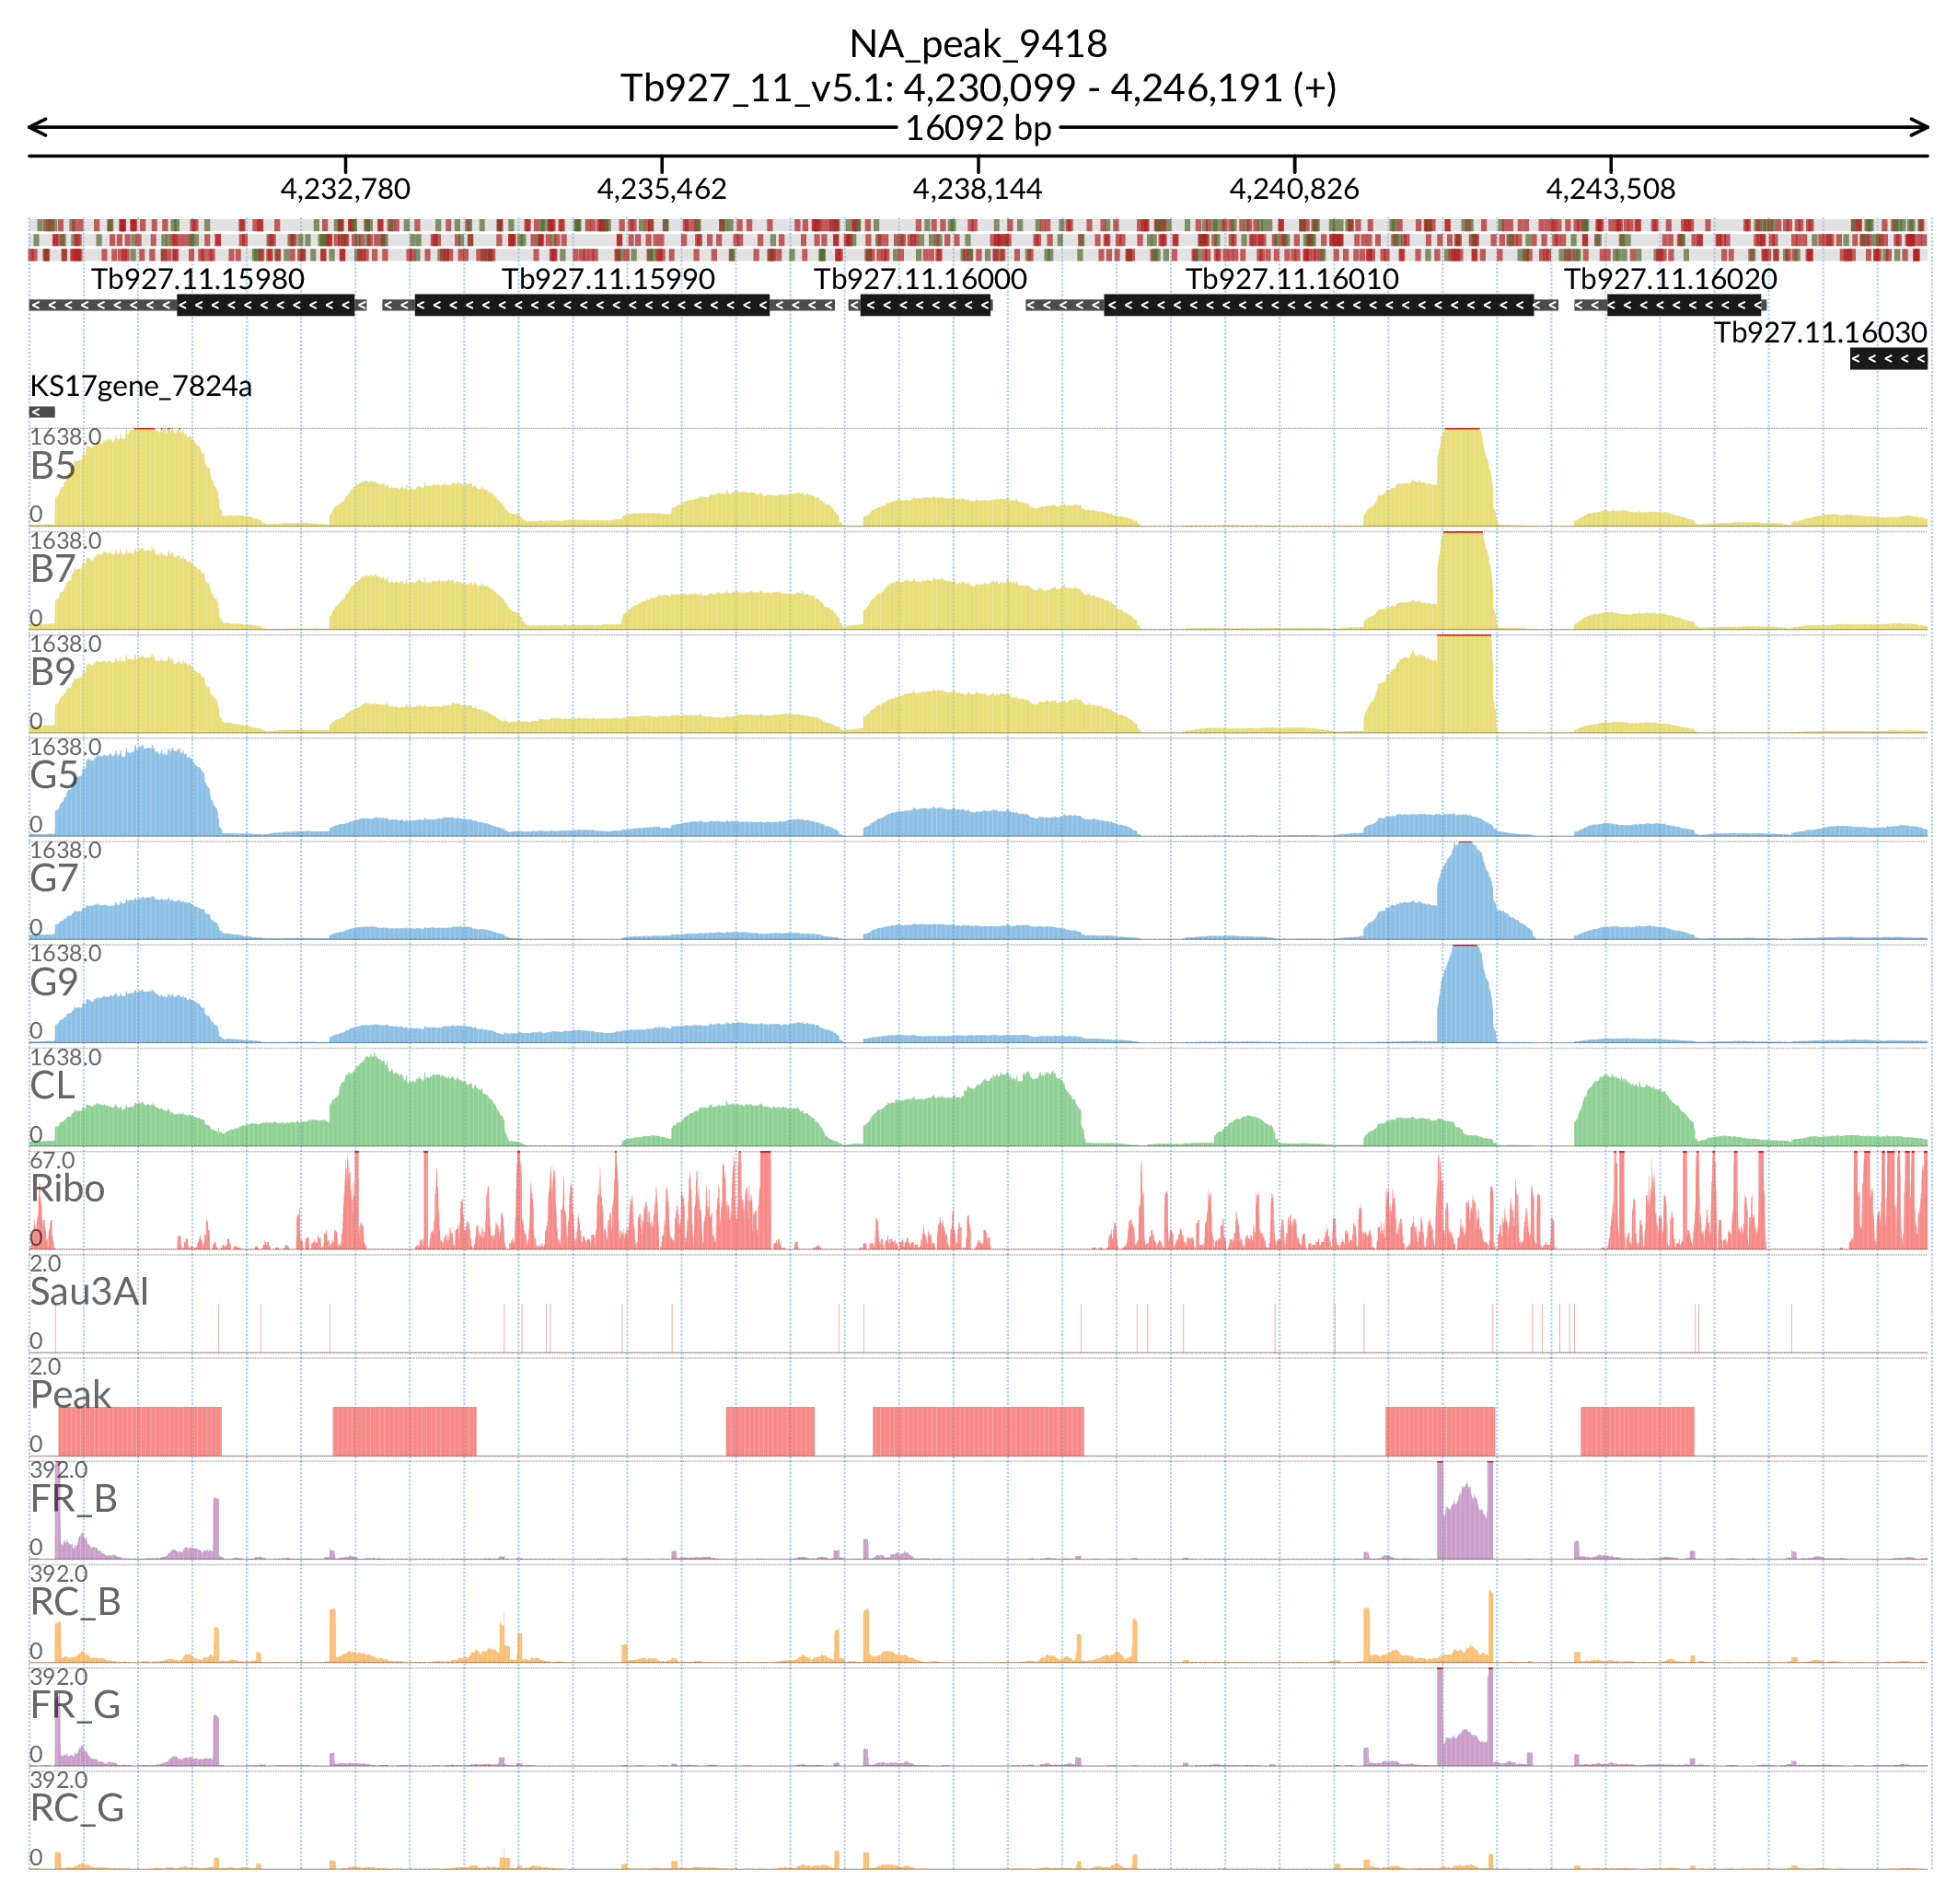 NA_peak_9418
Tb927_11_v5.1: 4,230,099 - 4,246,191 (+)
16092 bp
4,232,780 4,235,462 4,238,144 4,240,826 4,243,508
Tb927.11.15980 Tb927.11.15990 Tb927.11.16000 Tb927.11.16010 Tb927.11.16020
Tb927.11.16030
KS17gene_7824a
1638.0
B5
0
1638.0
B7
0
1638.0
B9
0
1638.0
G5
0
1638.0
G7
0
1638.0
G9
0
1638.0
CL
0
67.0
Ribo
0
2.0
Sau3AI
0
2.0
Peak
0
392.0
FR_B
0
392.0
RC_B
0
392.0
FR_G
0
392.0
RC_G
0